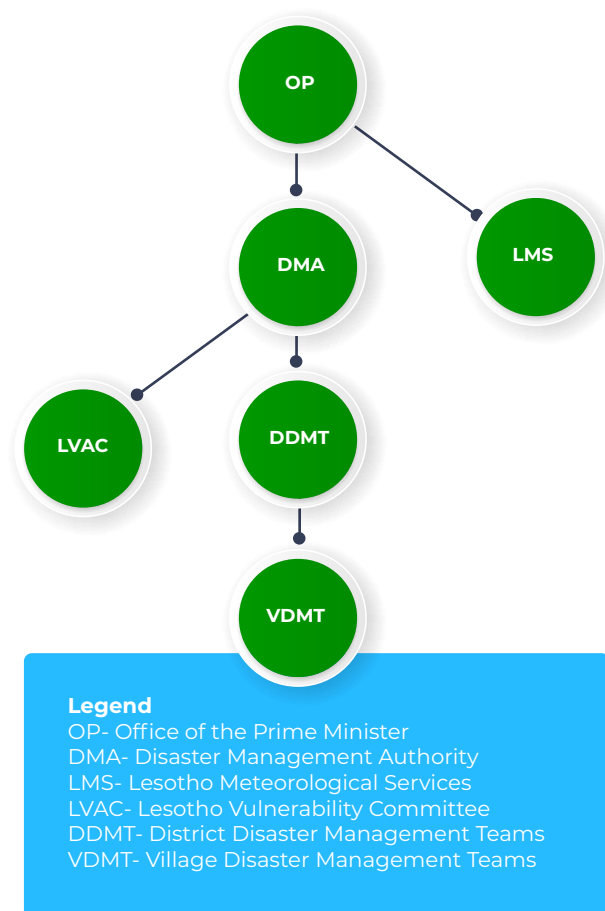 OP
LMS
DMA
LVAC
DDMT
VDMT
Legend
OP- Office of the Prime Minister
DMA- Disaster Management Authority
LMS- Lesotho Meteorological Services
LVAC- Lesotho Vulnerability Committee
DDMT- District Disaster Management Teams
VDMT- Village Disaster Management Teams